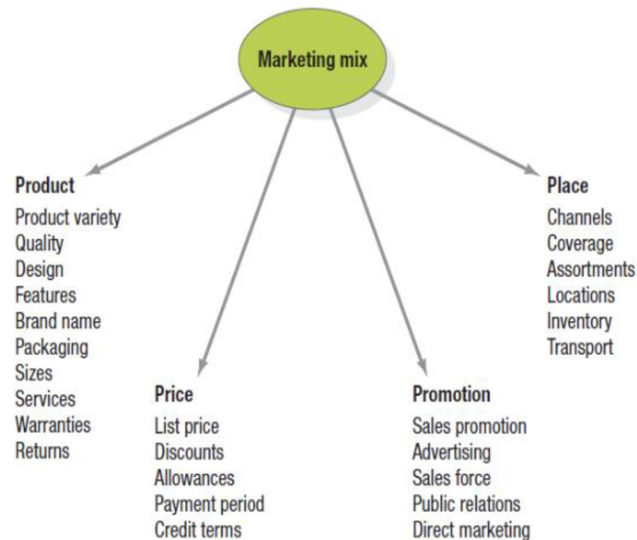 Marketing mix
Product
Product variety
Quality
Design
Features
Brand name
Packaging
Sizes
Services
Warranties
Returns
Price
List price
Discounts
Allowances
Payment period
Credit terms
Promotion
Sales promotion
Advertising
Sales force
Public relations
Direct marketing
Place
Channels
Coverage
Assortments
Locations
Inventory
Transport